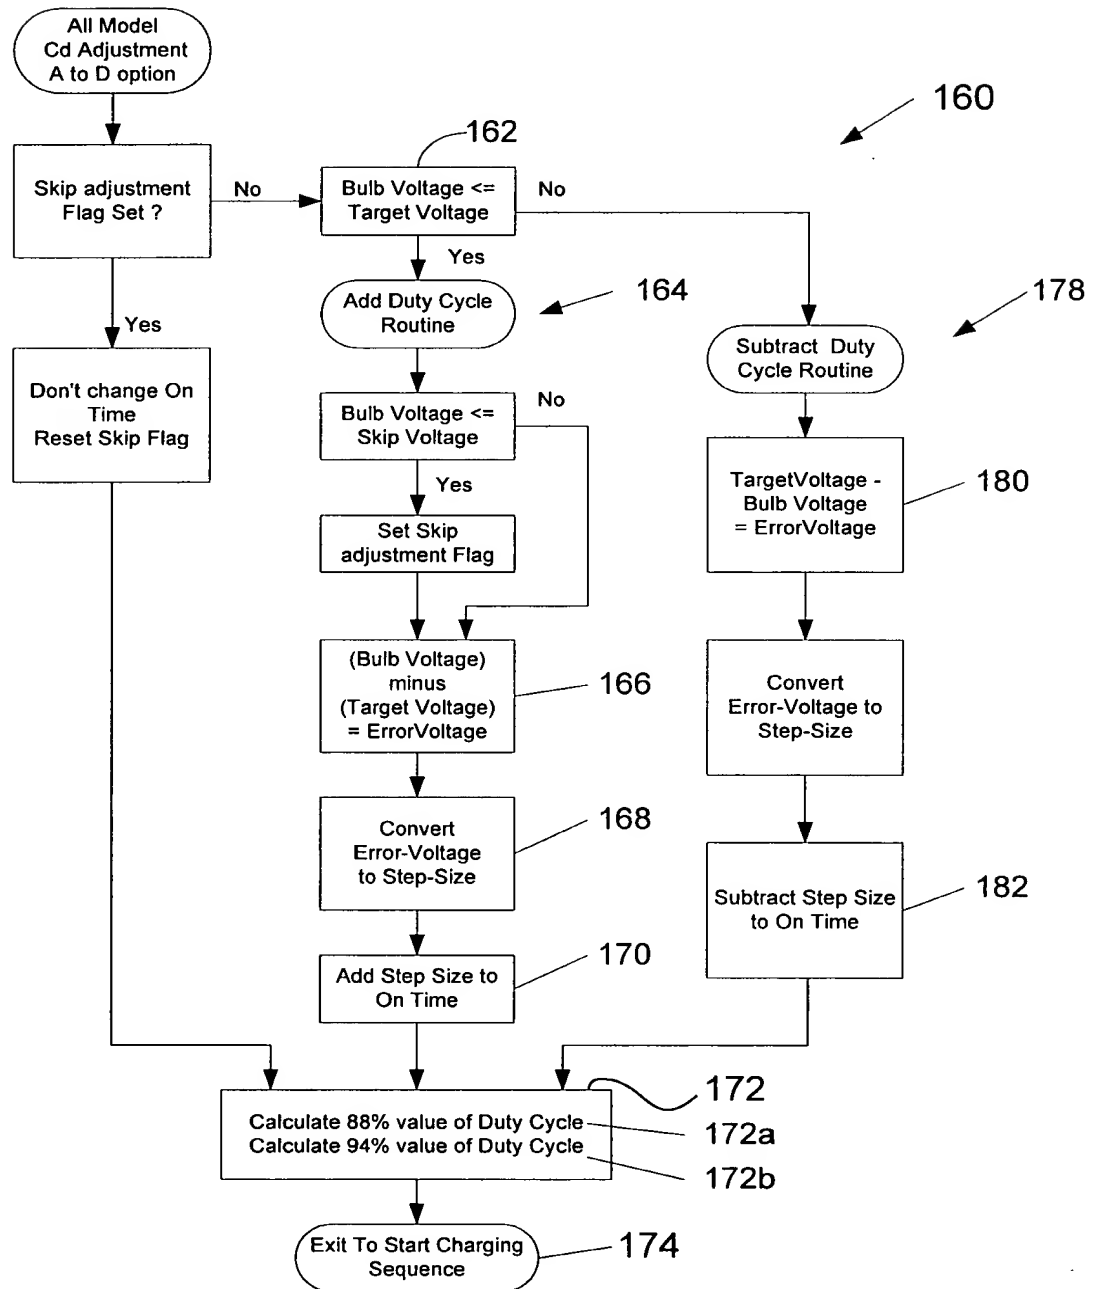 All Model
Cd Adjustment
A to D option
160
162
Skip adjustment
Flag Set ?
No
Bulb Voltage <=
Target Voltage
No
Yes
Add Duty Cycle
Routine
164
178
Yes
Subtract Duty
Cycle Routine
Don't change On
Time
Reset Skip Flag
Bulb Voltage <=
Skip Voltage
No
Yes
TargetVoltage -
Bulb Voltage
= ErrorVoltage
180
Set Skip
adjustment Flag
(Bulb Voltage)
minus
(Target Voltage)
= ErrorVoltage
166
Convert
Error-Voltage to
Step-Size
Convert
Error-Voltage
to Step-Size
168
Subtract Step Size
to On Time
182
Add Step Size to
On Time
170
172
Calculate 88% value of Duty Cycle
172a
Calculate 94% value of Duty Cycle
172b
Exit To Start Charging
Sequence
174